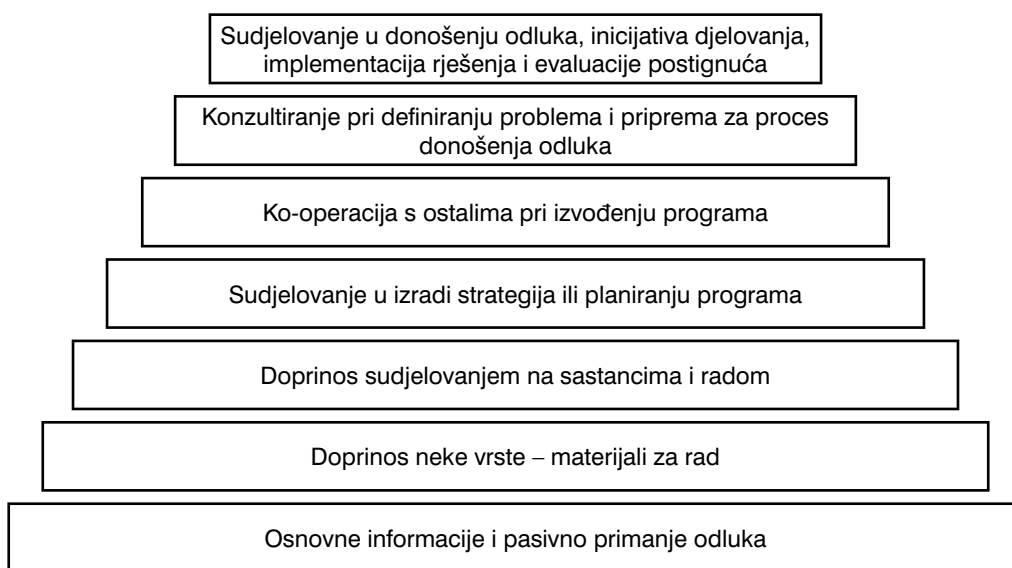 Sudjelovanje u donošenju odluka, inicijativa djelovanja,
implementacija rješenja i evaluacije postignuća
Konzultiranje pri definiranju problema i priprema za proces
donošenja odluka
Ko-operacija s ostalima pri izvođenju programa
Sudjelovanje u izradi strategija ili planiranju programa
Doprinos sudjelovanjem na sastancima i radom
Doprinos neke vrste – materijali za rad
Osnovne informacije i pasivno primanje odluka